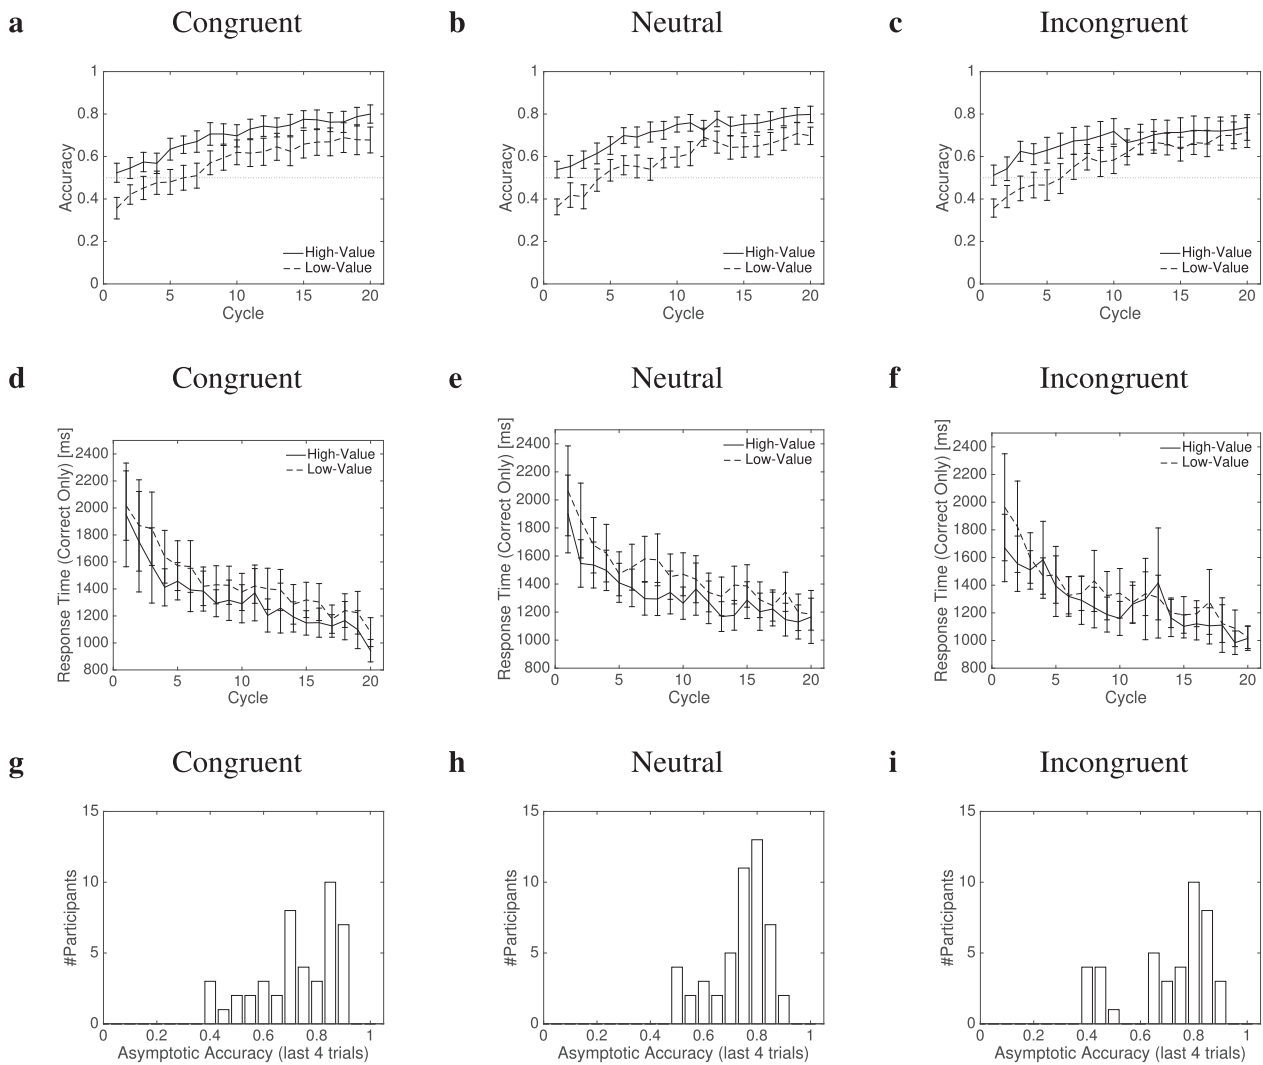 a Congruent
b Neutral
c Incongruent
1
0.8
0.6
0.4
0.2
0
Accuracy
0 5 10 15 20
Cycle
High-Value
Low-Value
1
0.8
0.6
0.4
0.2
0
Accuracy
0 5 10 15 20
Cycle
High-Value
Low-Value
1
0.8
0.6
0.4
0.2
0
Accuracy
0 5 10 15 20
Cycle
High-Value
Low-Value
d Congruent
e Neutral
f Incongruent
2400
2200
2000
1800
1600
1400
1200
1000
800
Response Time (Correct Only) [ms]
0 5 10 15 20
Cycle
High-Value
Low-Value
2400
2200
2000
1800
1600
1400
1200
1000
800
Response Time (Correct Only) [ms]
0 5 10 15 20
Cycle
High-Value
Low-Value
2400
2200
2000
1800
1600
1400
1200
1000
800
Response Time (Correct Only) [ms]
0 5 10 15 20
Cycle
High-Value
Low-Value
g Congruent
h Neutral
i Incongruent
15
10
5
0
#Participants
0 0.2 0.4 0.6 0.8 1
Asymptotic Accuracy (last 4 trials)
15
10
5
0
#Participants
0 0.2 0.4 0.6 0.8 1
Asymptotic Accuracy (last 4 trials)
15
10
5
0
#Participants
0 0.2 0.4 0.6 0.8 1
Asymptotic Accuracy (last 4 trials)